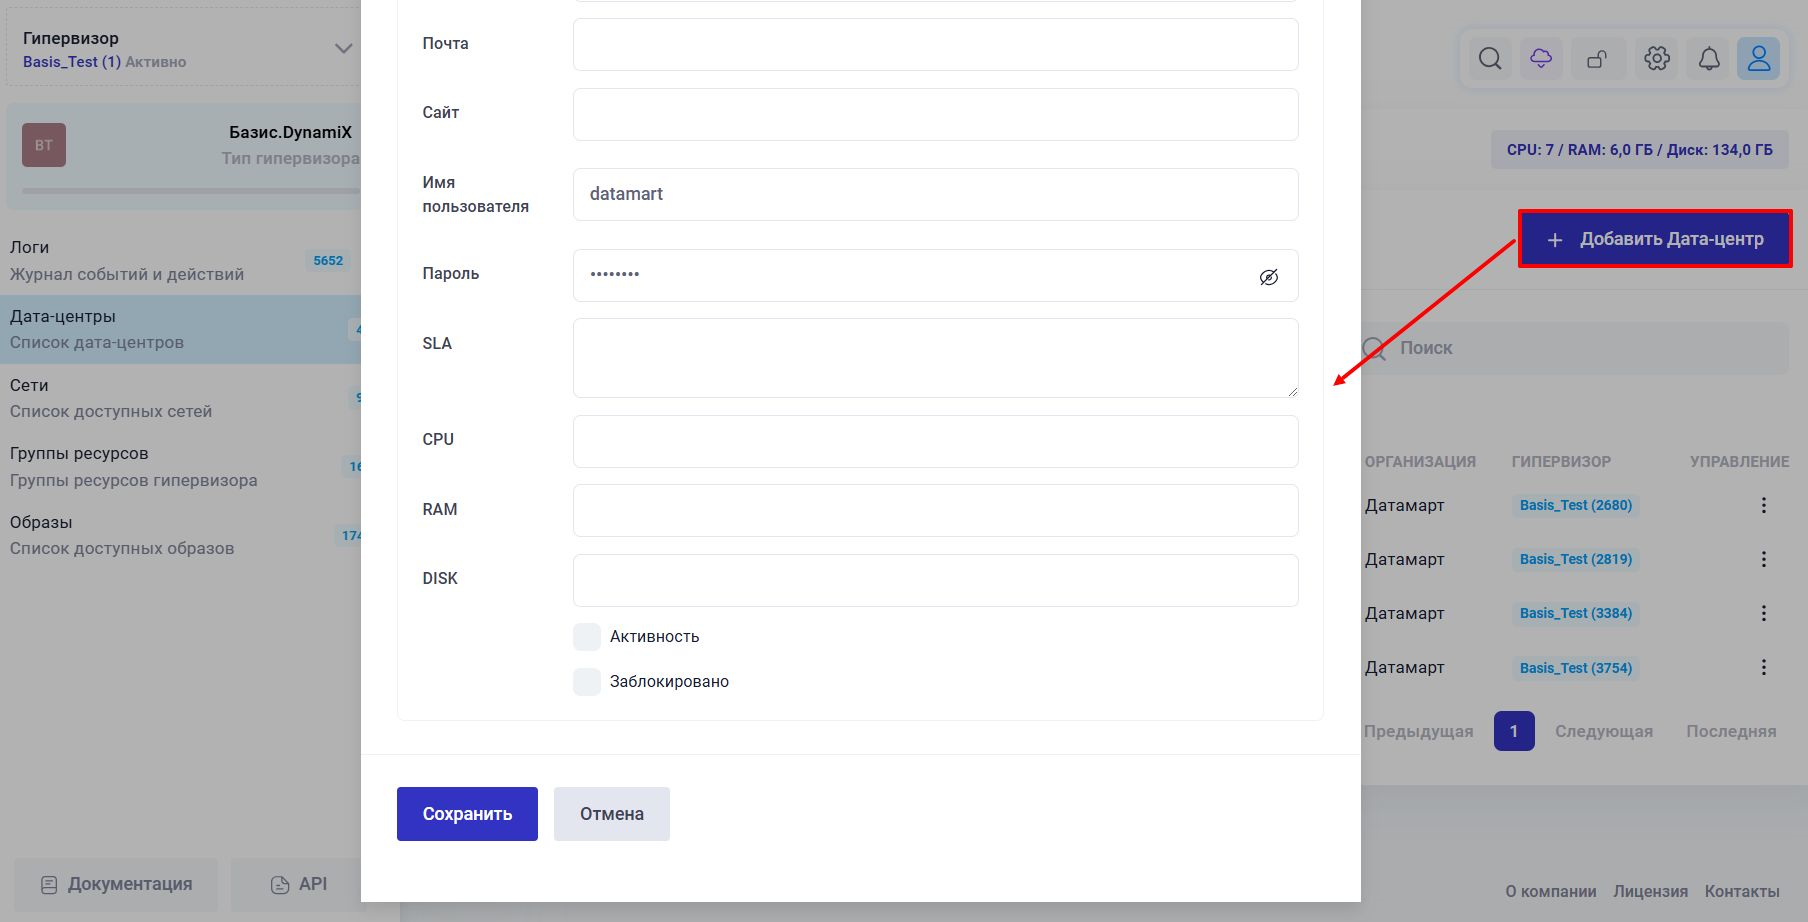 Гипервизор
Basis_Test (1) Активно
BT
Базис.DynamiX
Тип гипервизора
Логи
Журнал событий и действий
5652
Дата-центры
Список дата-центров
Сети
Список доступных сетей
Группы ресурсов
Группы ресурсов гипервизора
16
Образы
Список доступных образов
174
Документация
API
Почта
Сайт
Имя
пользователя
datamart
Пароль
••••••••
SLA
CPU
RAM
DISK
Активность
Заблокировано
Сохранить
Отмена
CPU: 7 / RAM: 6,0 ГБ / Диск: 134,0 ГБ
+ Добавить Дата-центр
Поиск
ОРГАНИЗАЦИЯ ГИПЕРВИЗОР УПРАВЛЕНИЕ
Датамарт Basis_Test (2680)
Датамарт Basis_Test (2819)
Датамарт Basis_Test (3384)
Датамарт Basis_Test (3754)
Предыдущая 1 Следующая Последняя
О компании Лицензия Контакты